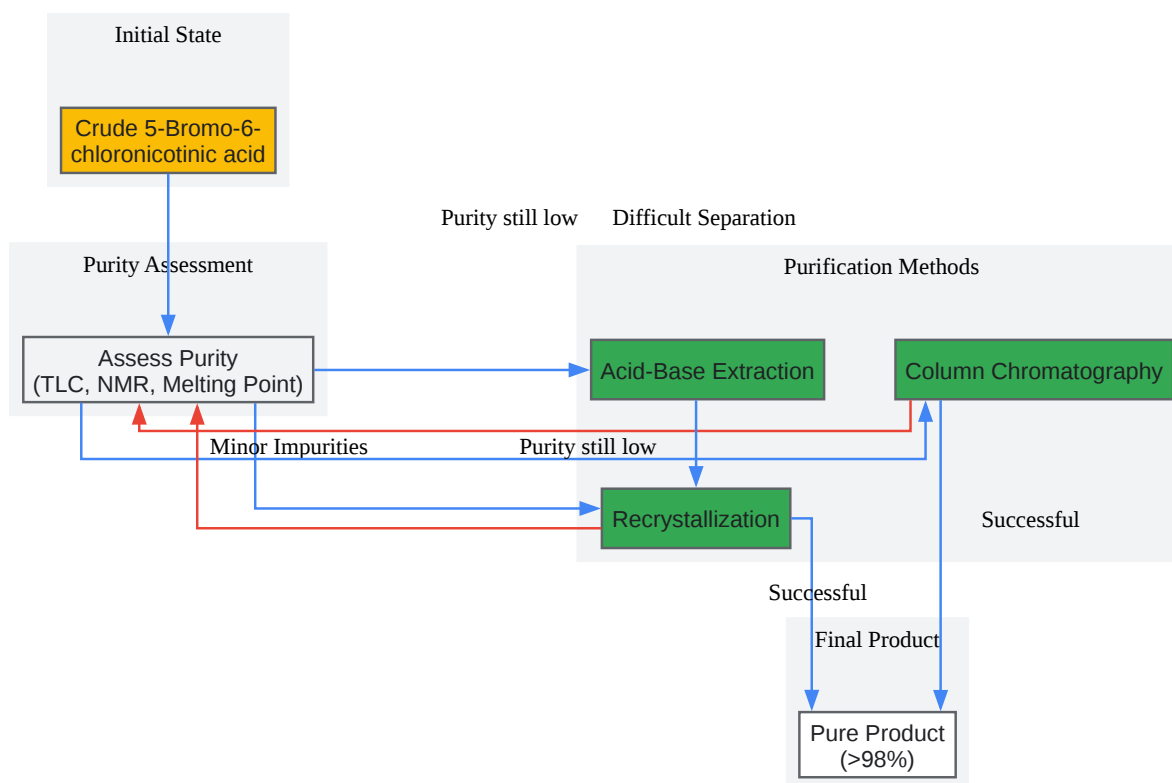 Initial State
Crude 5-Bromo-6-
chloronicotinic acid
Purity still low
Difficult Separation
Purity Assessment
Purification Methods
Assess Purity
(TLC, NMR, Melting Point)
Acid-Base Extraction
Column Chromatography
Minor Impurities
Purity still low
Recrystallization
Successful
Successful
Final Product
Pure Product
(>98%)